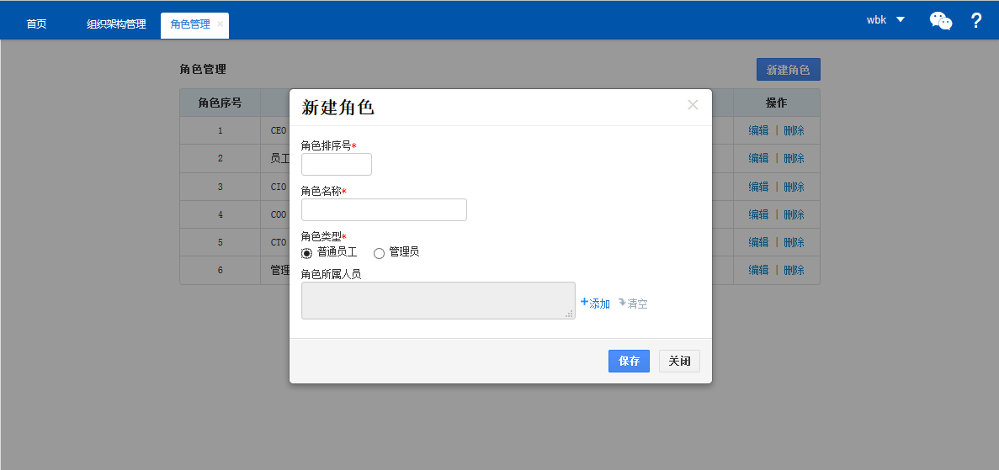 首页 组织架构管理 角色管理 × wbk ?
角色管理 新建角色
角色序号 操作
新建角色 ×
1 CEO 编辑 | 删除
角色排序号*
2 员工 编辑 | 删除
3 CIO 编辑 | 删除
角色名称*
4 COO 编辑 | 删除
角色类型*
5 CTO 编辑 | 删除
普通员工 管理员
6 管理 编辑 | 删除
角色所属人员
+添加 清空
保存 关闭